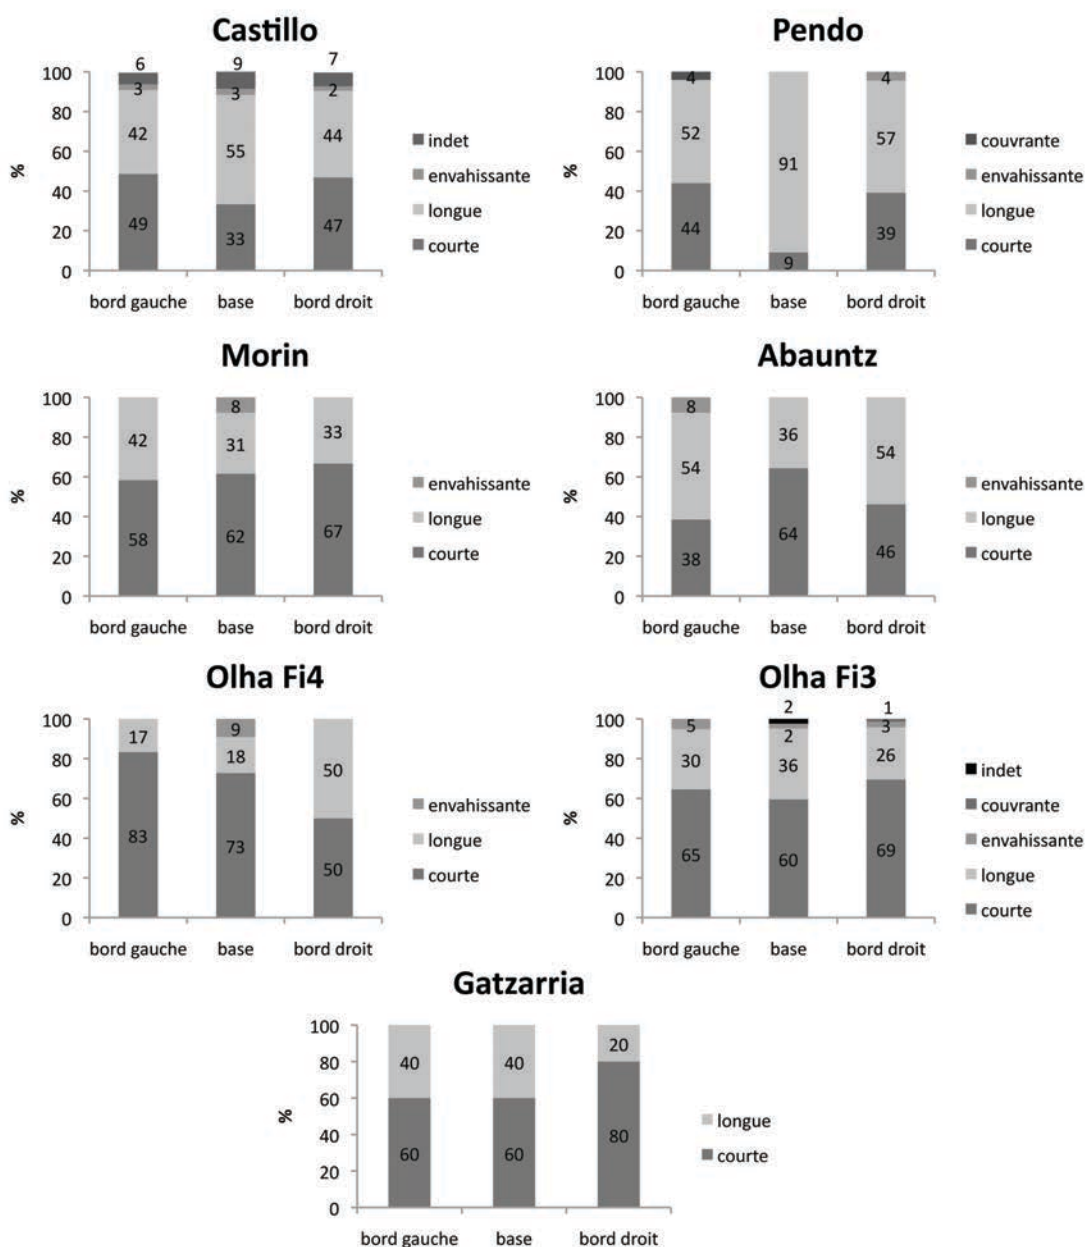 Castillo
6 9 7
100
3 3 2
80
42 55 44
indet
60
envahissante
%
40
longue
49 33 47
20
courte
0
bord gauche base bord droit
Pendo
100
4 4
80
52 91 57
couvrante
60
envahissante
%
40
longue
44 9 39
20
courte
0
bord gauche base bord droit
Morin
100
8
80
42 31 33
60
envahissante
%
40
longue
58 62 67
20
courte
0
bord gauche base bord droit
Abauntz
100
8
80
54 36 54
60
envahissante
%
40
longue
38 64 46
20
courte
0
bord gauche base bord droit
Olha Fi4
100
9
80
17 18 50
60
envahissante
%
40
longue
83 73 50
20
courte
0
bord gauche base bord droit
Olha Fi3
2 1
100
5 2 3
80
30 36 26
indet
60
couvrante
%
envahissante
40
longue
65 60 69
20
courte
0
bord gauche base bord droit
Gatzarria
100
80
40 40 20
60
%
longue
40
courte
60 60 80
20
0
bord gauche base bord droit